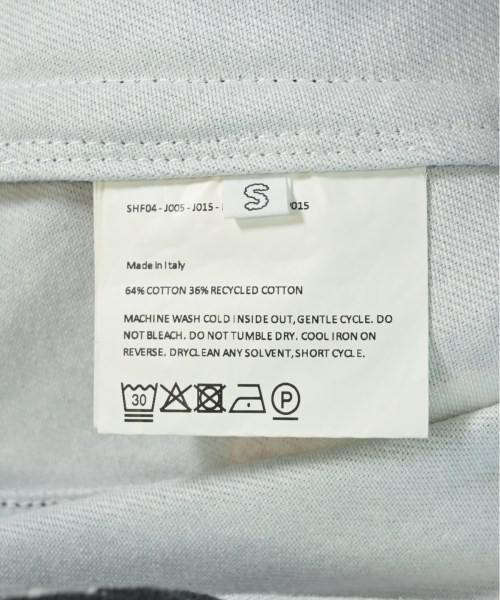 S
SHF04 - J005 - J015 - 015
Made in Italy
64% COTTON 36% RECYCLED COTTON
MACHINE WASH COLD INSIDE OUT, GENTLE CYCLE. DO
NOT BLEACH. DO NOT TUMBLE DRY. COOL IRON ON
REVERSE. DRYCLEAN ANY SOLVENT, SHORT CYCLE.
30 P